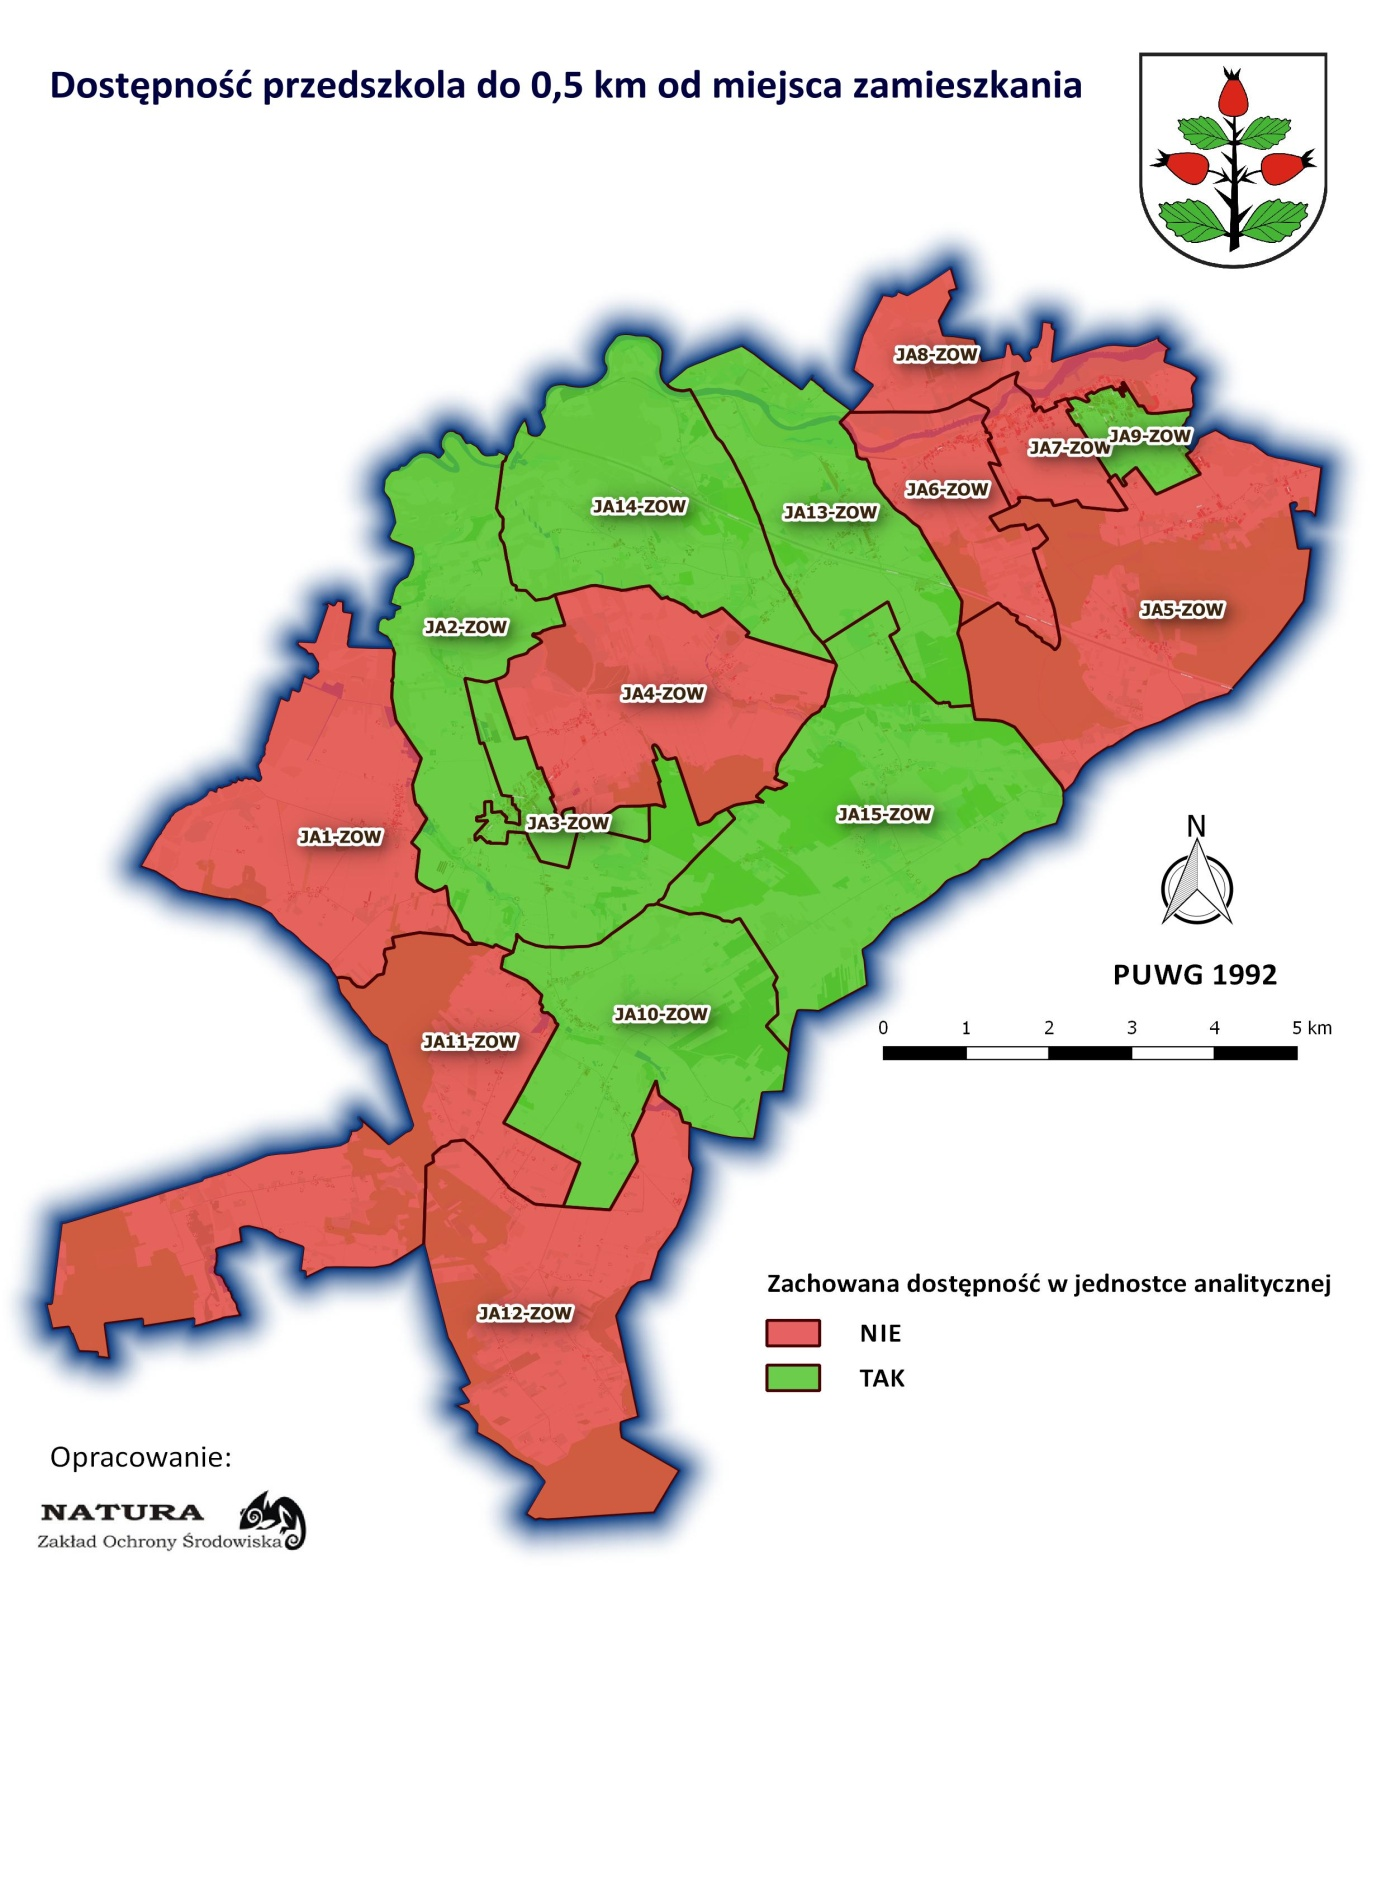 Dostępność przedszkola do 0,5 km od miejsca zamieszkania
JA8-ZOW
JA9-ZOW
JA7-ZOW
JA6-ZOW
JA14-ZOW
JA13-ZOW
JA5-ZOW
JA2-ZOW
JA4-ZOW
JA15-ZOW
JA3-ZOW
JA1-ZOW
N
PUWG 1992
JA10-ZOW
0 1 2 3 4 5 km
JA11-ZOW
Zachowana dostępność w jednostce analitycznej
JA12-ZOW
NIE
TAK
Opracowanie:
NATURA
Zakład Ochrony Środowiska